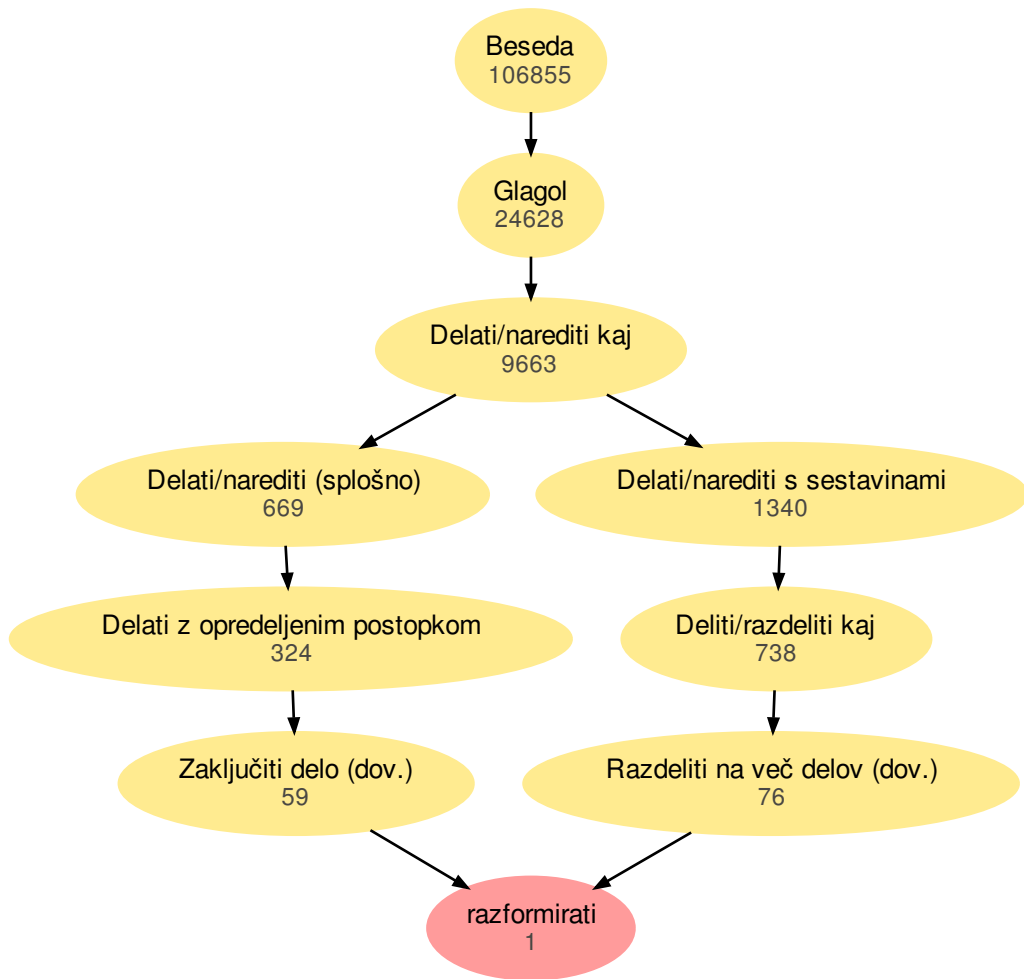 Beseda
106855
Glagol
24628
Delati/narediti kaj
9663
Delati/narediti (splošno)
669
Delati/narediti s sestavinami
1340
Delati z opredeljenim postopkom
324
Deliti/razdeliti kaj
738
Zaključiti delo (dov.)
59
Razdeliti na več delov (dov.)
76
razformirati
1